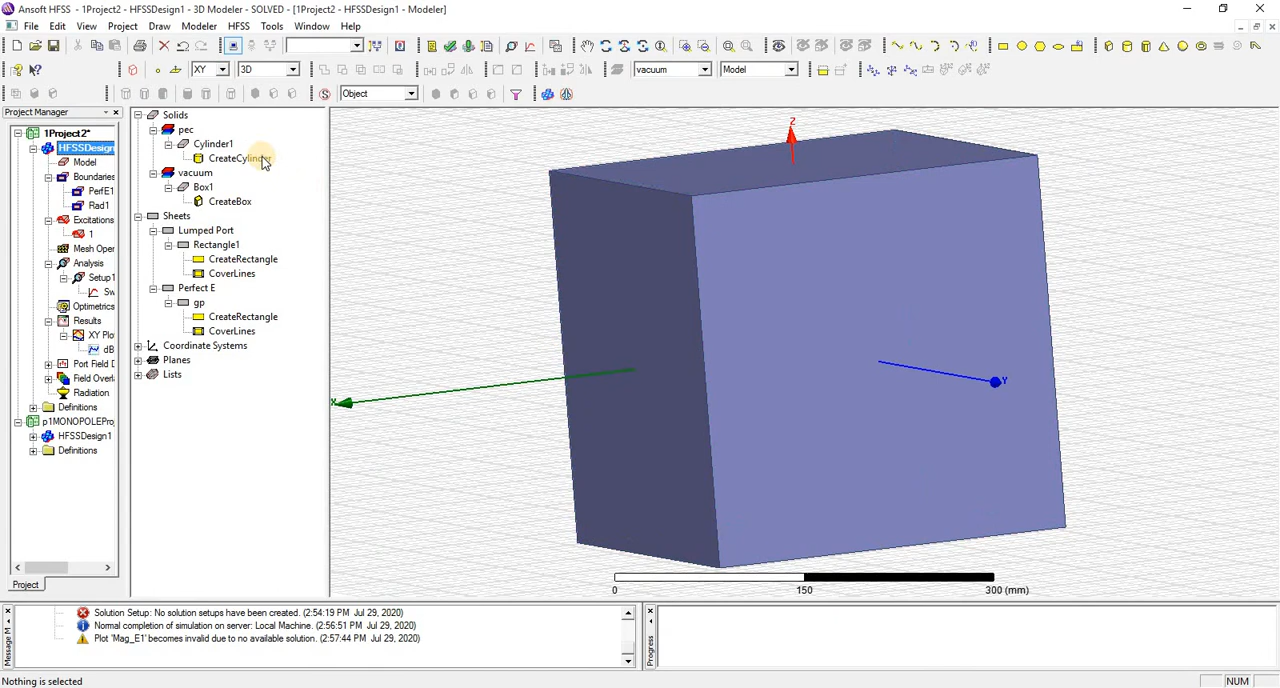 Ansoft HFSS - 1Project2 - HFSSDesign1 - 3D Modeler - SOLVED - [1Project2 - HFSSDesign1 - Modeler]
File Edit View Project Draw Modeler HFSS Tools Window Help
XY 3D vacuum Model
Object
Project Manager
1Project2*
HFSSDesign
Model
Boundaries
PerfE1
Rad1
Excitations
1
Mesh Oper
Analysis
Setup1
Sw
Optimetrics
Results
XY Plo
dB
Port Field D
Field Overl
Radiation
Definitions
p1MONOPOLEPro
HFSSDesign1
Definitions
Project
Solids
pec
Cylinder1
CreateCylinder
vacuum
Box1
CreateBox
Sheets
Lumped Port
Rectangle1
CreateRectangle
CoverLines
Perfect E
gp
CreateRectangle
CoverLines
Coordinate Systems
Planes
Lists
Z
X
Y
0 150 300 (mm)
Message M
Solution Setup: No solution setups have been created. (2:54:19 PM Jul 29, 2020)
Normal completion of simulation on server: Local Machine. (2:56:51 PM Jul 29, 2020)
Plot 'Mag_E1' becomes invalid due to no available solution. (2:57:44 PM Jul 29, 2020)
Progress
Nothing is selected
NUM